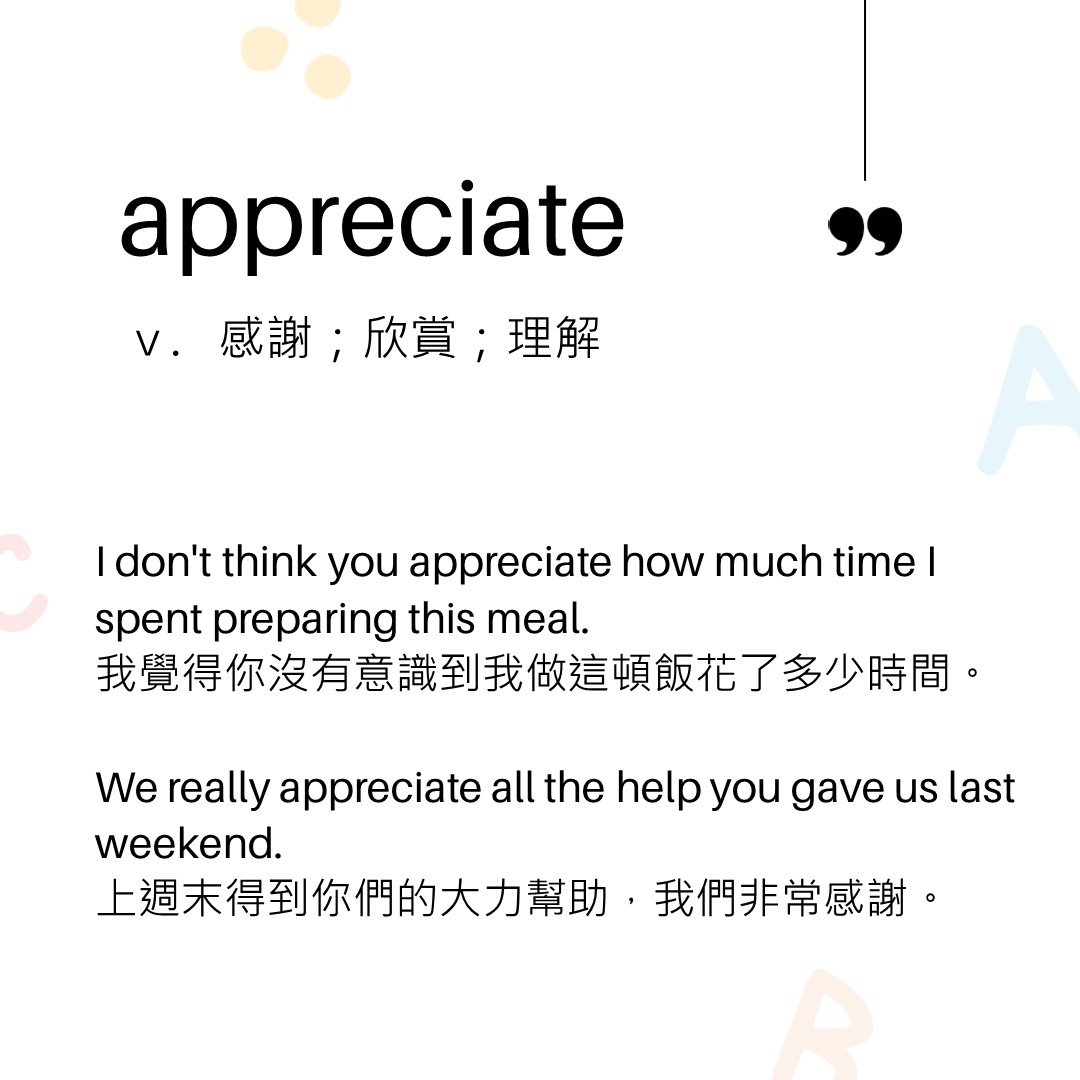 appreciate
v. 感謝；欣賞；理解
I don't think you appreciate how much time I
spent preparing this meal.
我覺得你沒有意識到我做這頓飯花了多少時間。
We really appreciate all the help you gave us last
weekend.
上週末得到你們的大力幫助，我們非常感謝。
A
C
B